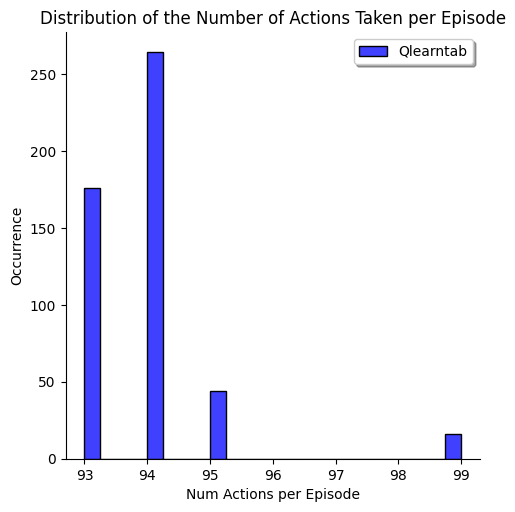 Distribution of the Number of Actions Taken per Episode
Qlearntab
250
200
150
100
50
0
Occurrence
93 94 95 96 97 98 99
Num Actions per Episode